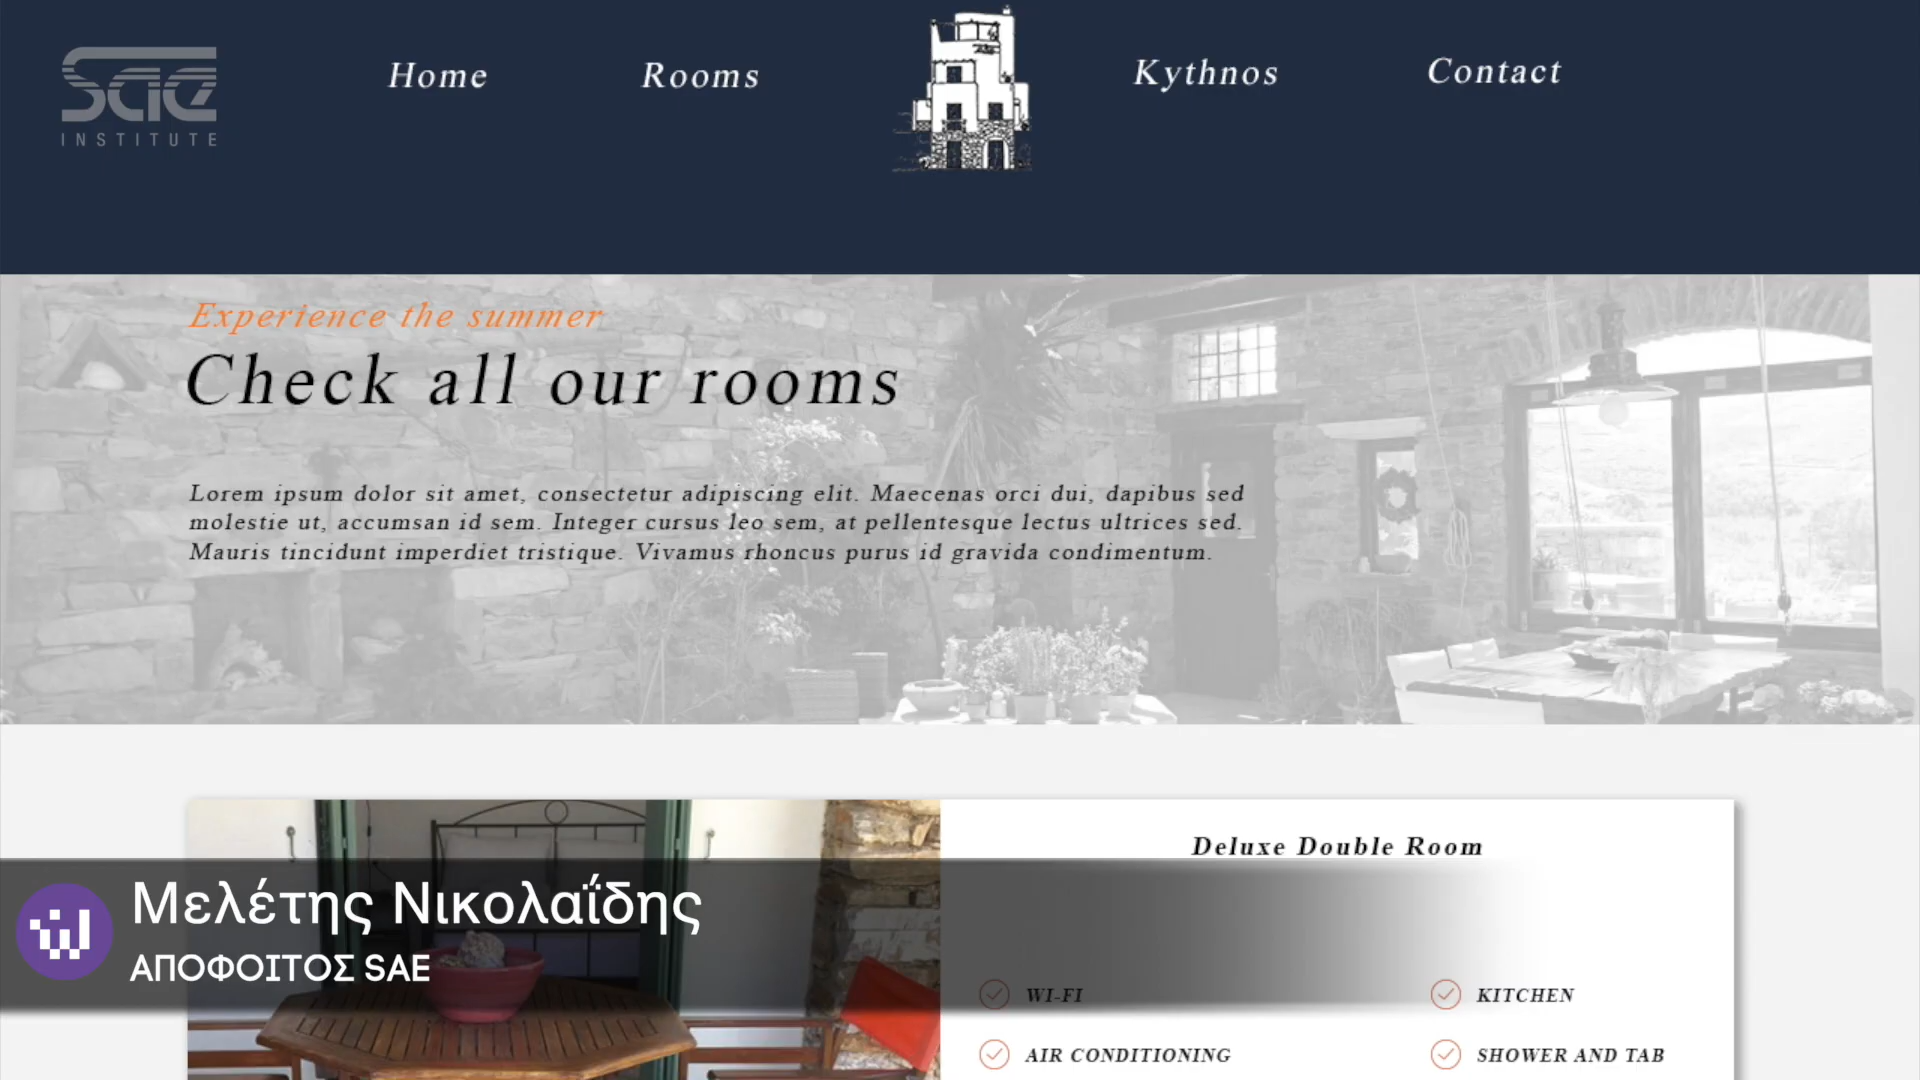 sae
INSTITUTE
Home
Rooms
Kythnos
Contact
Experience the summer
Check all our rooms
Lorem ipsum dolor sit amet, consectetur adipiscing elit. Maecenas orci dui, dapibus sed
molestie ut, accumsan id sem. Integer cursus leo sem, at pellentesque lectus ultrices sed.
Mauris tincidunt imperdiet tristique. Vivamus rhoncus purus id gravida condimentum.
Deluxe Double Room
Μελέτης Νικολαΐδης
ΑΠΟΦΟΙΤΟΣ SAE
WI-FI
KITCHEN
AIR CONDITIONING
SHOWER AND TAB